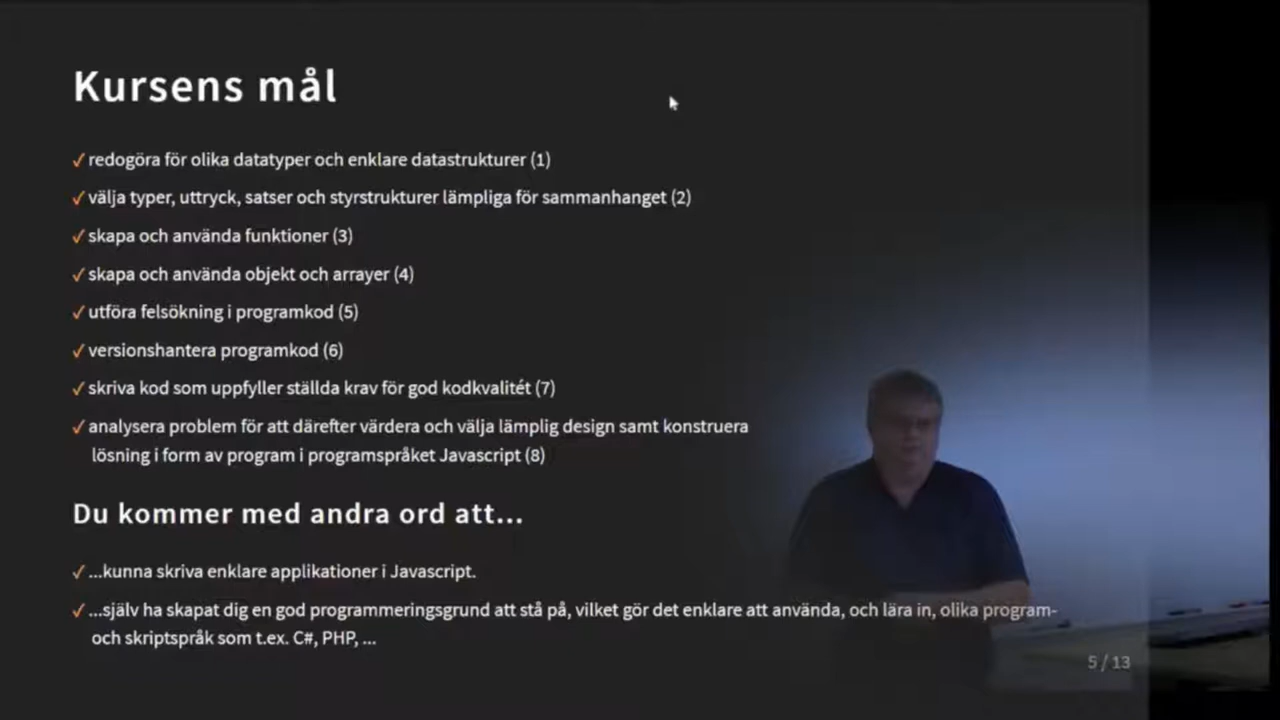 Kursens mål
✓ redogöra för olika datatyper och enklare datastrukturer (1)
✓ välja typer, uttryck, satser och styrstrukturer lämpliga för sammanhanget (2)
✓ skapa och använda funktioner (3)
✓ skapa och använda objekt och arrayer (4)
✓ utföra felsökning i programkod (5)
✓ versionshantera programkod (6)
✓ skriva kod som uppfyller ställda krav för god kodkvalitét (7)
✓ analysera problem för att därefter värdera och välja lämplig design samt konstruera
lösning i form av program i programspråket Javascript (8)
Du kommer med andra ord att...
✓ ...kunna skriva enklare applikationer i Javascript.
✓ ...själv ha skapat dig en god programmeringsgrund att stå på, vilket gör det enklare att använda, och lära in, olika program-
och skriptspråk som t.ex. C#, PHP, ...
5 / 13